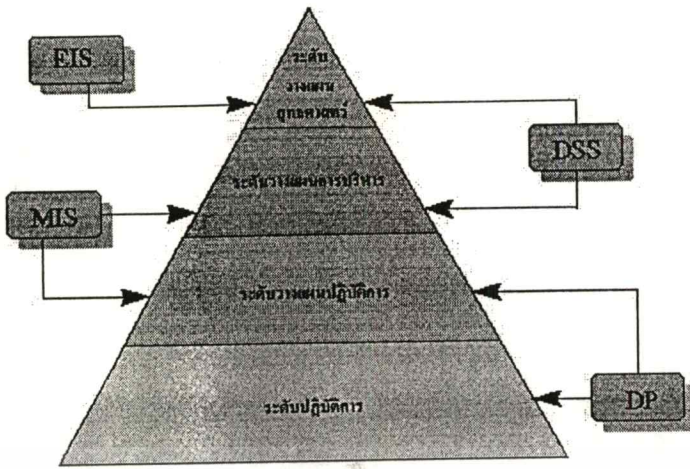 EIS
ระดับ
วางแผน
ยุทธศาสตร์
DSS
ระดับวางแผนการบริหาร
MIS
ระดับวางแผนปฏิบัติการ
ระดับปฏิบัติการ
DP